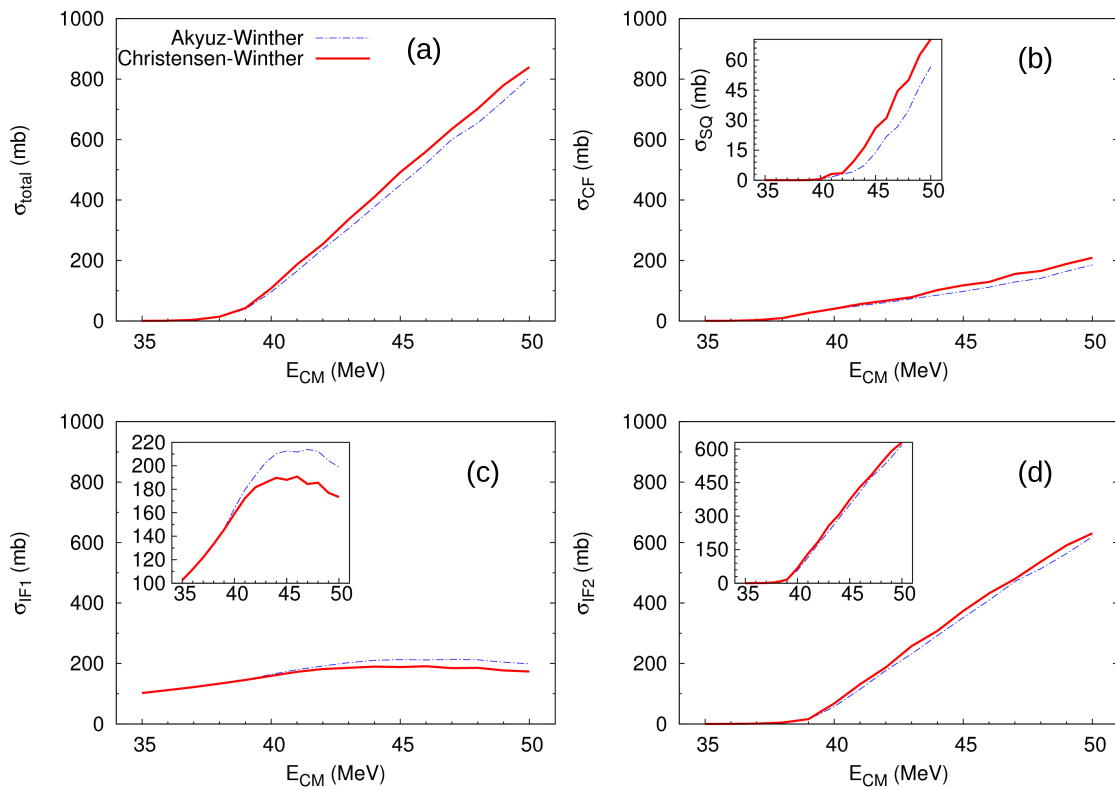 Akyuz-Winther
Christensen-Winther
(a)
σtotal (mb)
1000
800
600
400
200
0
35 40 45 50
ECM (MeV)
(b)
σCF (mb)
1000
800
600
400
200
0
35 40 45 50
ECM (MeV)
σSQ (mb)
60
45
30
15
0
35 40 45 50
(c)
σIF1 (mb)
1000
800
600
400
200
0
35 40 45 50
ECM (MeV)
220
200
180
160
140
120
100
35 40 45 50
(d)
σIF2 (mb)
1000
800
600
400
200
0
35 40 45 50
ECM (MeV)
600
450
300
150
0
35 40 45 50